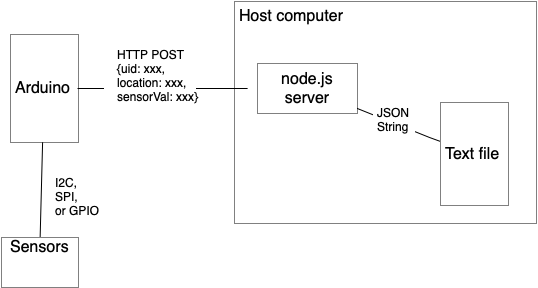 Host computer
HTTP POST
{uid: xxx,
location: xxx,
sensorVal: xxx}
Arduino
node.js
server
JSON
String
Text file
I2C,
SPI,
or GPIO
Sensors